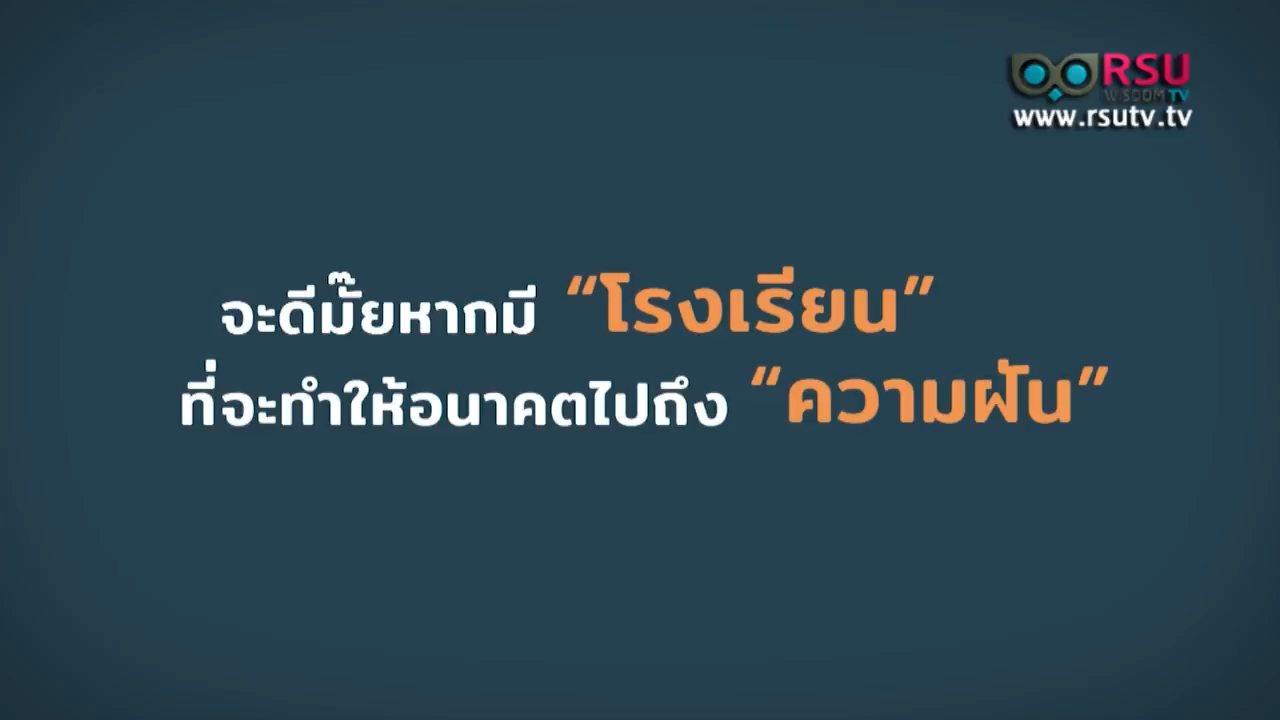 RSU
WISDOM TV
www.rsutv.tv
จะดีมั๊ยหากมี “โรงเรียน”
ที่จะทำให้อนาคตไปถึง “ความฝัน”